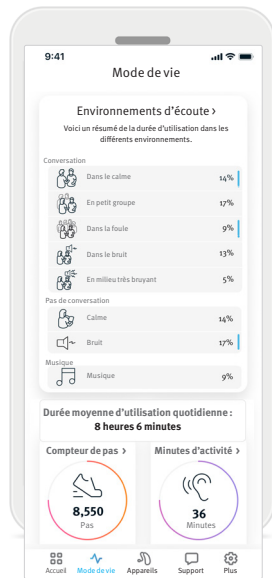 9:41
Mode de vie
Environnements d'écoute >
Voici un résumé de la durée d'utilisation dans les
différents environnements.
Conversation
Dans le calme 14%
En petit groupe 17%
Dans la foule 9%
Dans le bruit 13%
En milieu très bruyant 5%
Pas de conversation
Calme 14%
Bruit 17%
Musique
Musique 9%
Durée moyenne d'utilisation quotidienne :
8 heures 6 minutes
Compteur de pas > Minutes d'activité >
8,550 36
Pas Minutes
Accueil Mode de vie Appareils Support Plus